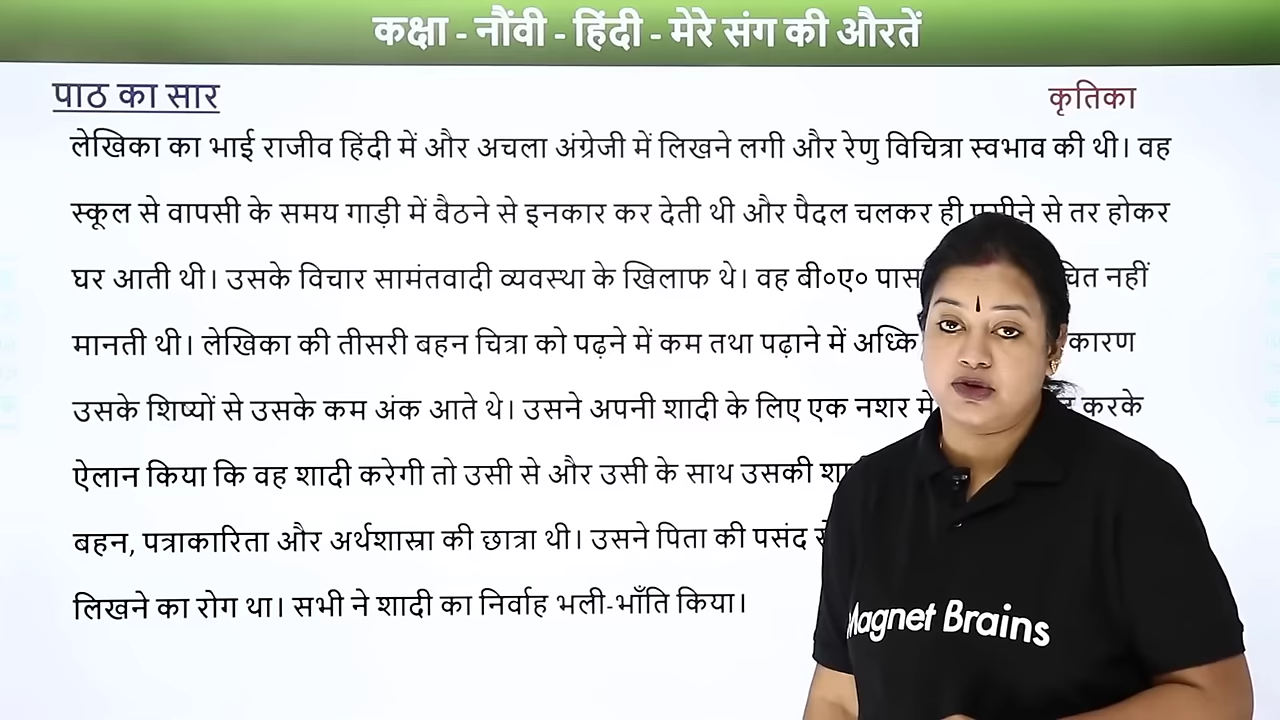 कक्षा - नौंवी - हिंदी - मेरे संग की औरतें
पाठ का सार
कृतिका
लेखिका का भाई राजीव हिंदी में और अचला अंग्रेजी में लिखने लगी और रेणु विचित्रा स्वभाव की थी। वह
स्कूल से वापसी के समय गाड़ी में बैठने से इनकार कर देती थी और पैदल चलकर ही पसीने से तर होकर
घर आती थी। उसके विचार सामंतवादी व्यवस्था के खिलाफ थे। वह बी०ए० पास नहीं
मानती थी। लेखिका की तीसरी बहन चित्रा को पढ़ने में कम तथा पढ़ाने में कारण
उसके शिष्यों से उसके कम अंक आते थे। उसने अपनी शादी के लिए एक नशर करके
ऐलान किया कि वह शादी करेगी तो उसी से और उसी के साथ उसकी
बहन, पत्राकारिता और अर्थशास्त्रा की छात्रा थी। उसने पिता की पसंद
लिखने का रोग था। सभी ने शादी का निर्वाह भली-भाँति किया।
Magnet Brains